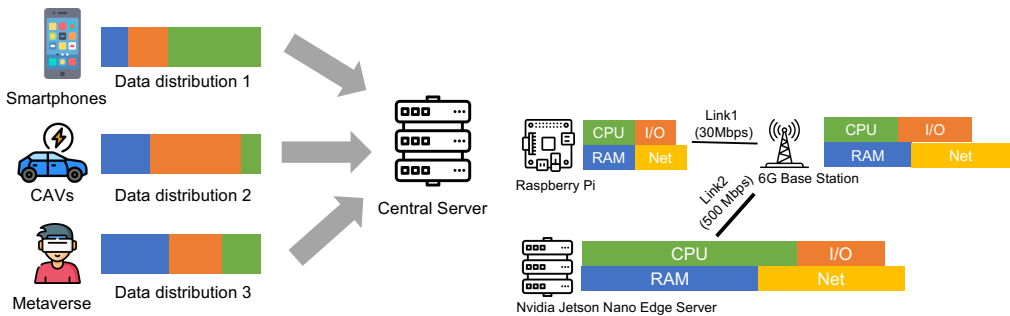 Smartphones
Data distribution 1
CAVs
Data distribution 2
Metaverse
Data distribution 3
Central Server
CPU I/O
RAM Net
Raspberry Pi
Link1
(30Mbps)
CPU I/O
RAM Net
6G Base Station
Link2
(500 Mbps)
CPU I/O
RAM Net
Nvidia Jetson Nano Edge Server